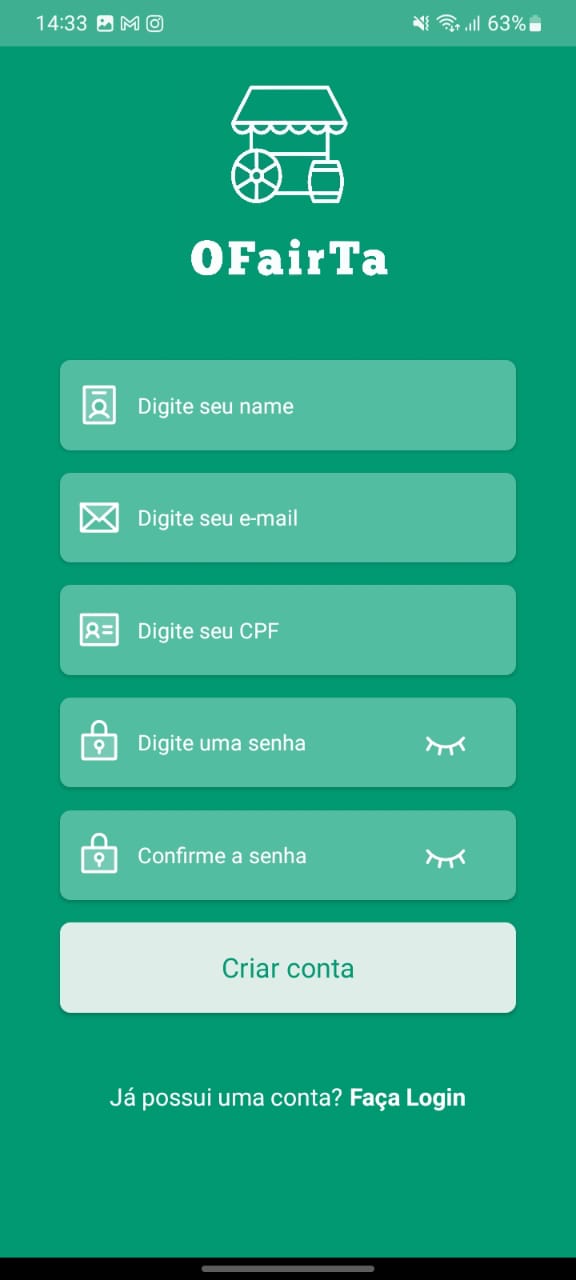 14:33
63%
OFairTa
Digite seu name
Digite seu e-mail
Digite seu CPF
Digite uma senha
Confirme a senha
Criar conta
Já possui uma conta? Faça Login